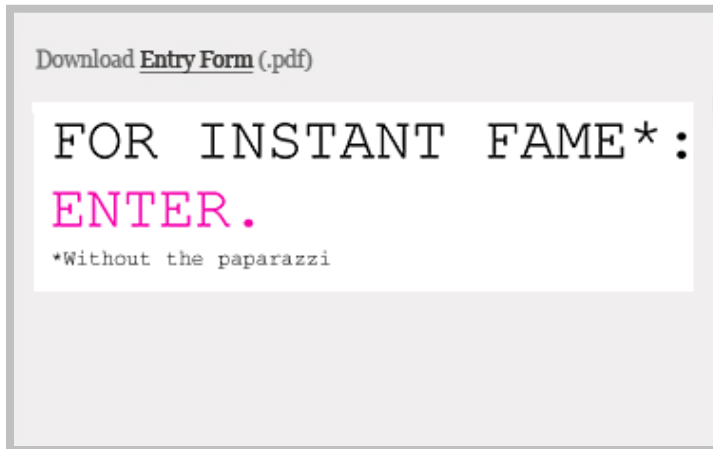 Download Entry Form (.pdf)
FOR INSTANT FAME*:
ENTER.
*Without the paparazzi